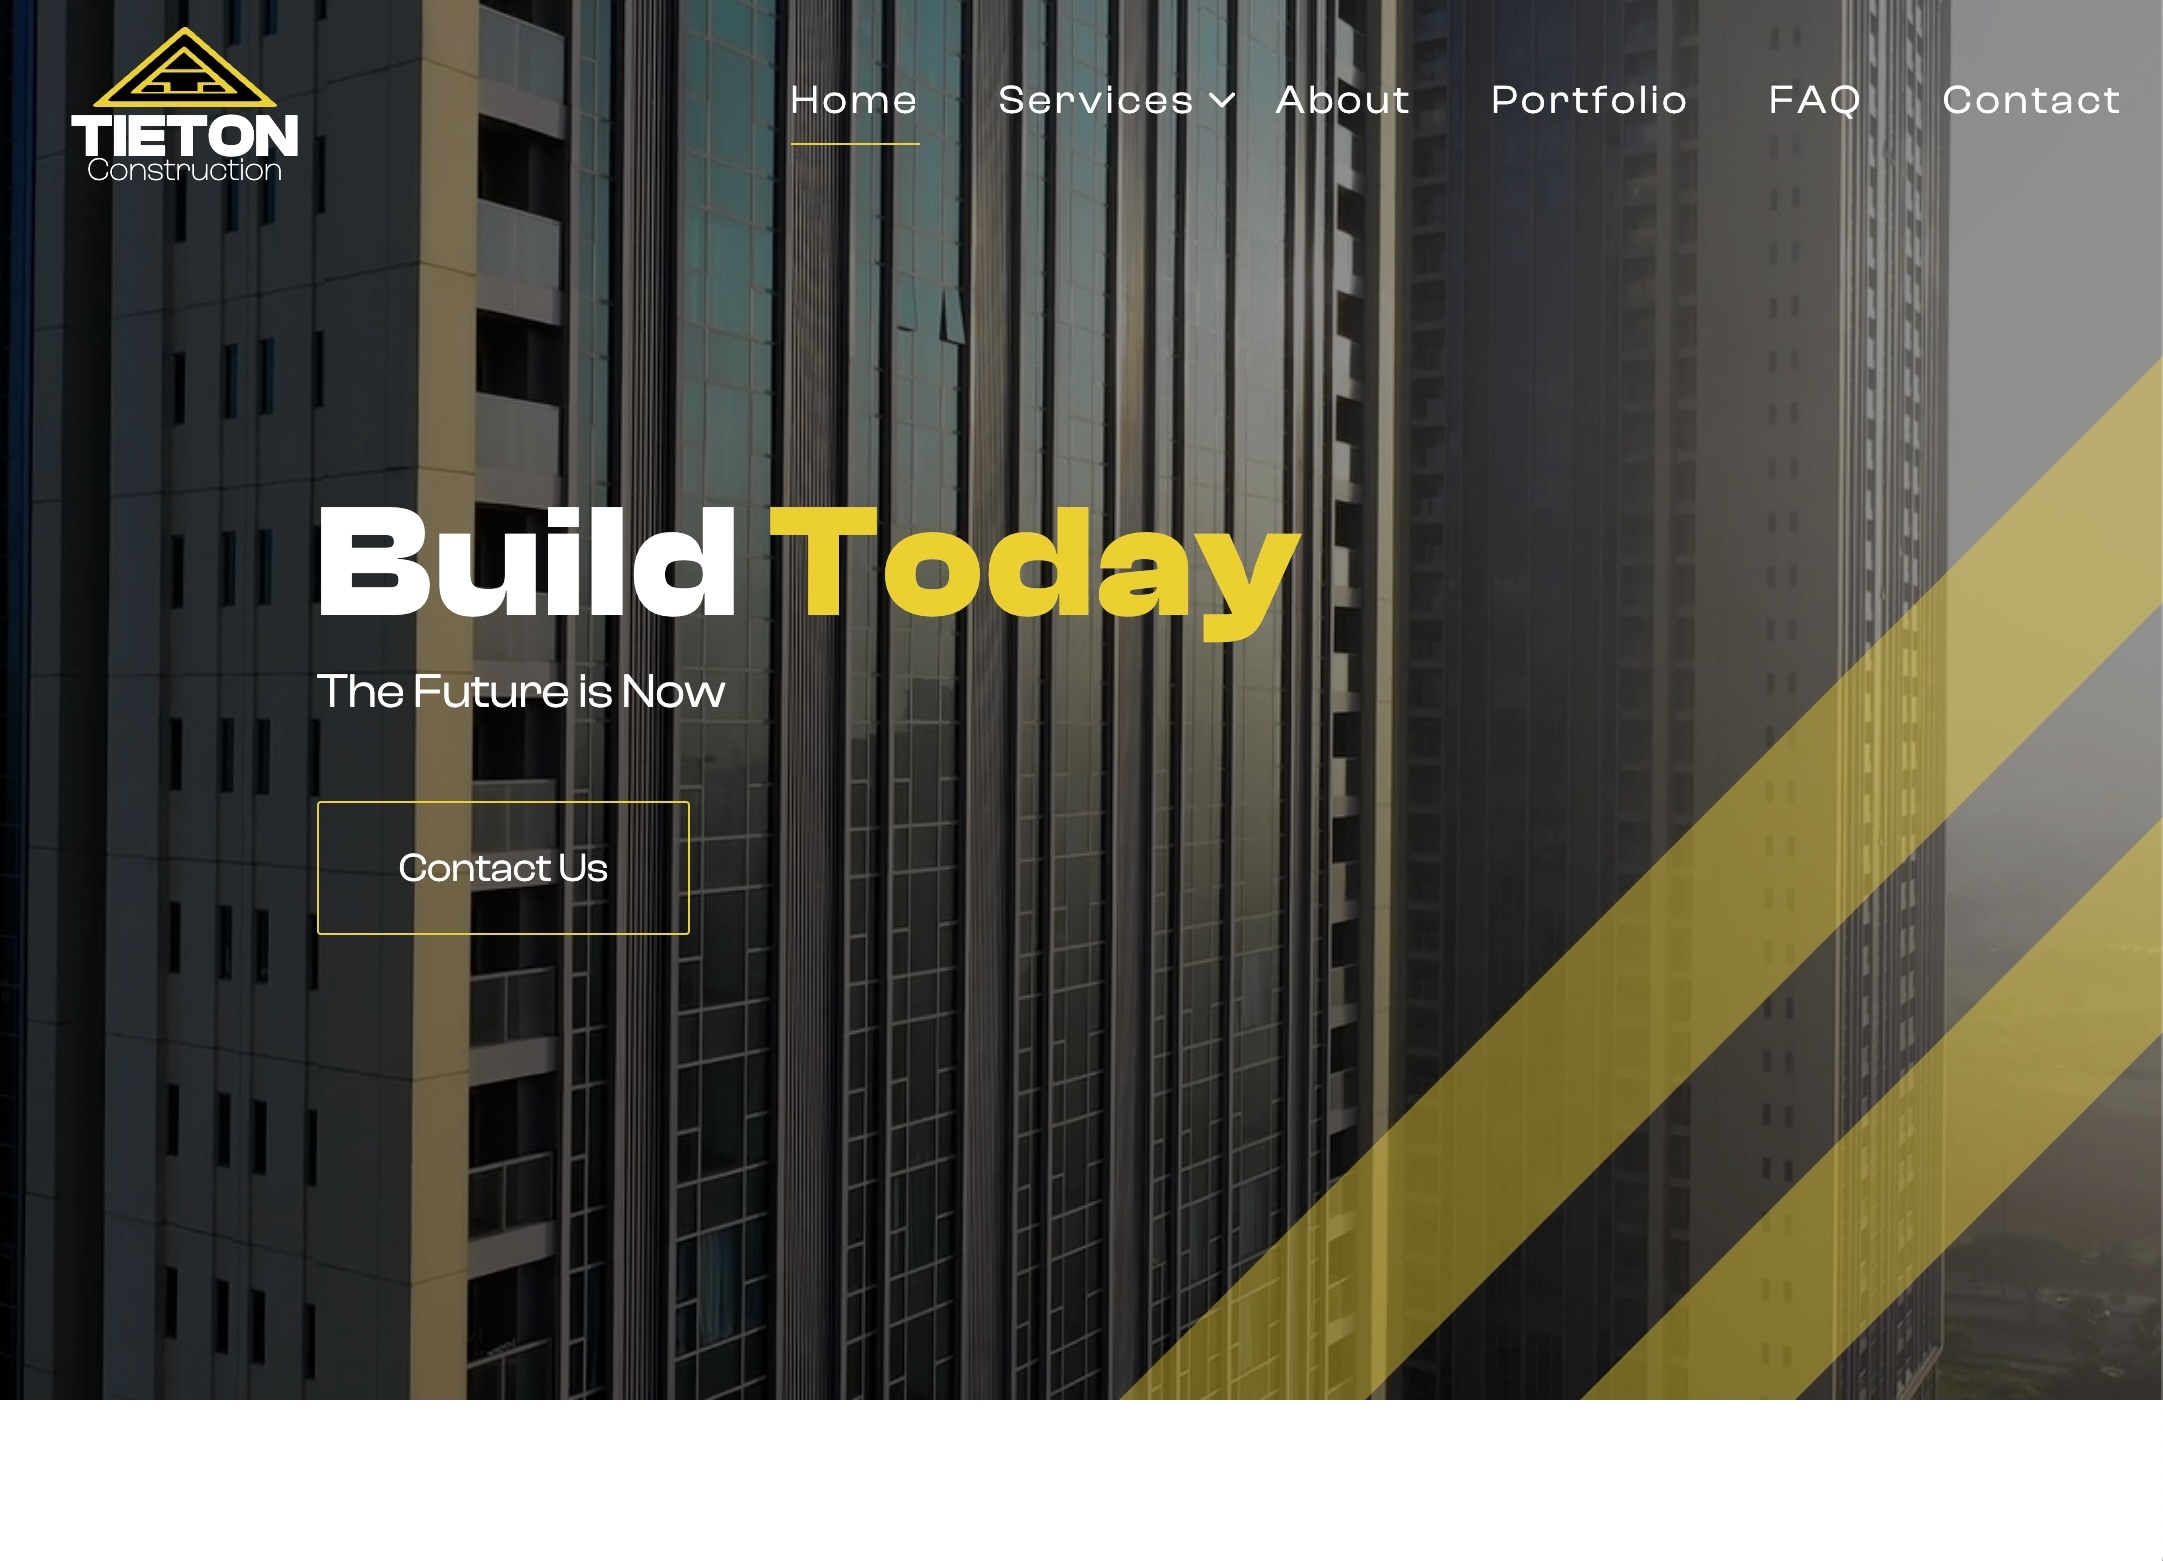 TIETON
Construction
Home Services About Portfolio FAQ Contact
Build Today
The Future is Now
Contact Us